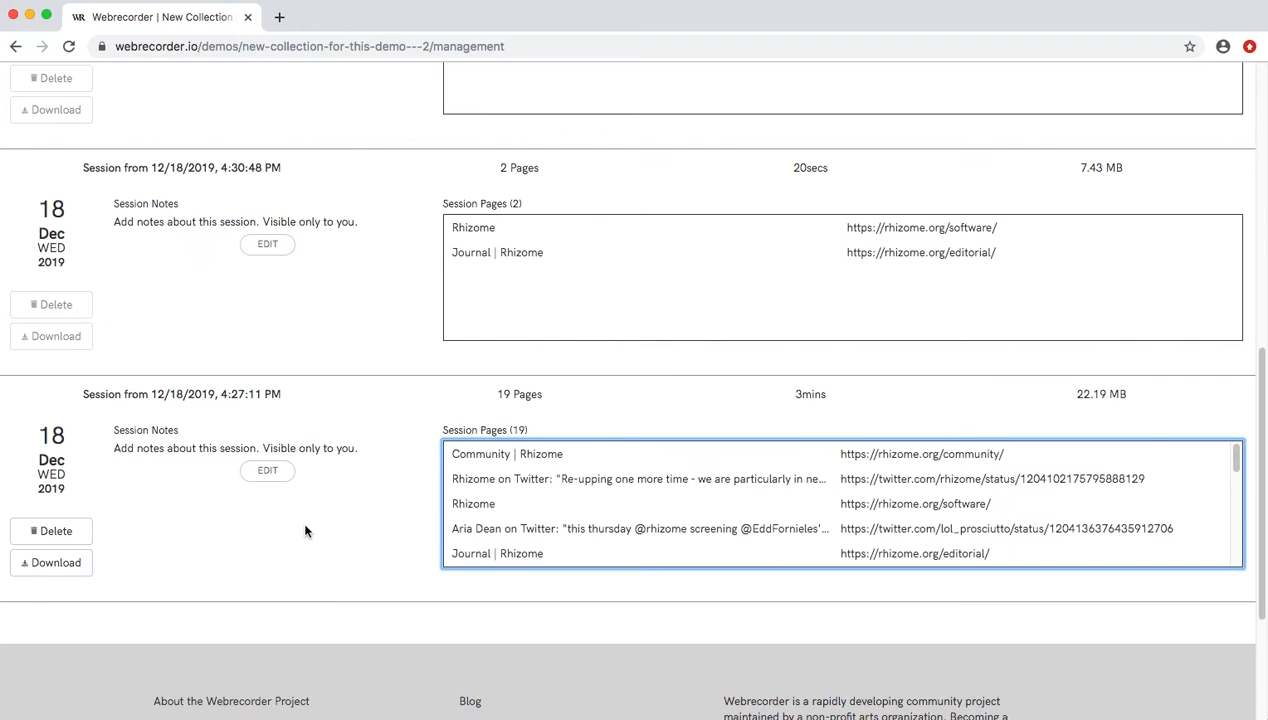 WR Webrecorder | New Collection
webrecorder.io/demos/new-collection-for-this-demo---2/management
Delete
Download
Session from 12/18/2019, 4:30:48 PM 2 Pages 20secs 7.43 MB
18
Dec
WED
2019
Session Notes
Add notes about this session. Visible only to you.
EDIT
Session Pages (2)
Rhizome https://rhizome.org/software/
Journal | Rhizome https://rhizome.org/editorial/
Delete
Download
Session from 12/18/2019, 4:27:11 PM 19 Pages 3mins 22.19 MB
18
Dec
WED
2019
Session Notes
Add notes about this session. Visible only to you.
EDIT
Session Pages (19)
Community | Rhizome https://rhizome.org/community/
Rhizome on Twitter: "Re-upping one more time - we are particularly in ne... https://twitter.com/rhizome/status/1204102175795888129
Rhizome https://rhizome.org/software/
Aria Dean on Twitter: "this thursday @rhizome screening @EddFornieles'... https://twitter.com/lol_prosciutto/status/1204136376435912706
Journal | Rhizome https://rhizome.org/editorial/
Delete
Download
About the Webrecorder Project Blog Webrecorder is a rapidly developing community project
maintained by a non-profit arts organization. Becoming a